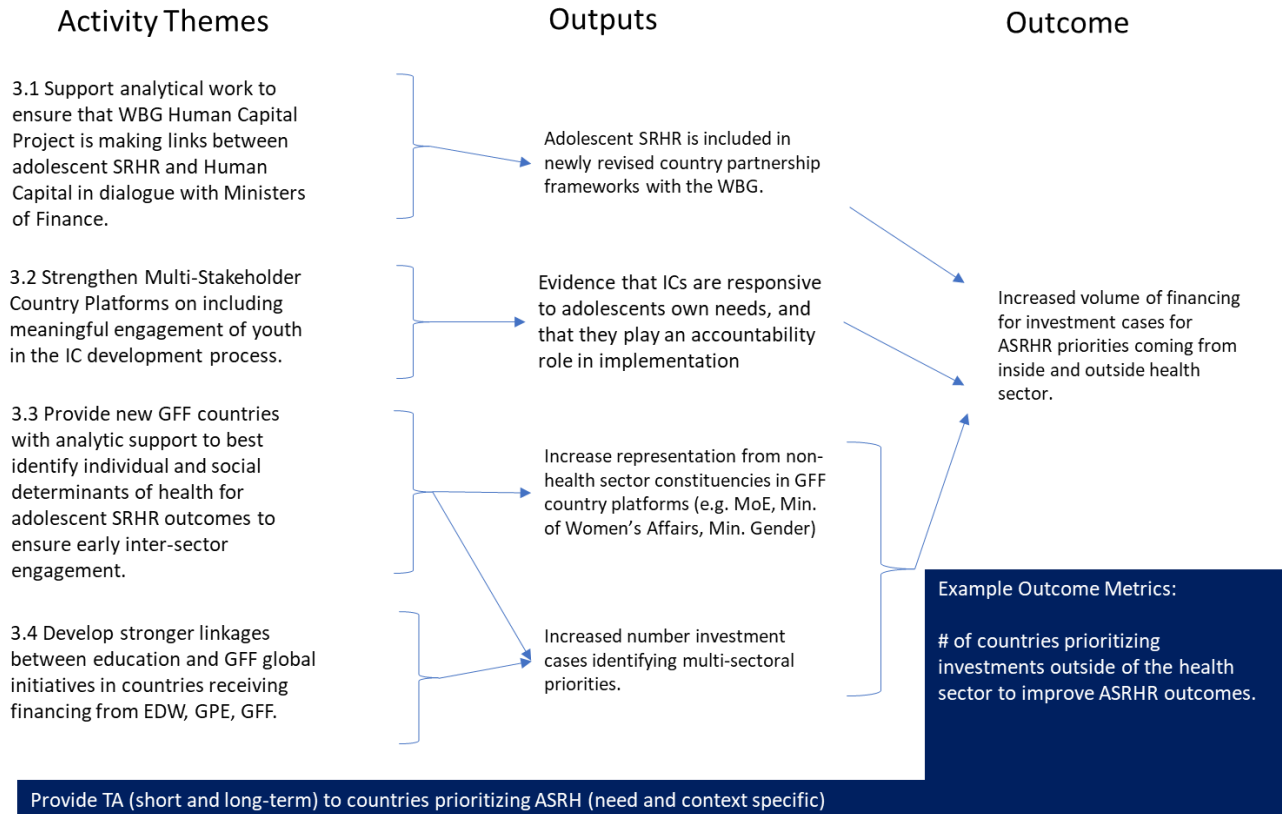 Activity Themes
Outputs
Outcome
3.1 Support analytical work to
ensure that WBG Human Capital
Project is making links between
adolescent SRHR and Human
Capital in dialogue with Ministers
of Finance.
Adolescent SRHR is included in
newly revised country partnership
frameworks with the WBG.
3.2 Strengthen Multi-Stakeholder
Country Platforms on including
meaningful engagement of youth
in the IC development process.
Evidence that ICs are responsive
to adolescents own needs, and
that they play an accountability
role in implementation
Increased volume of financing
for investment cases for
ASRHR priorities coming from
inside and outside health
sector.
3.3 Provide new GFF countries
with analytic support to best
identify individual and social
determinants of health for
adolescent SRHR outcomes to
ensure early inter-sector
engagement.
Increase representation from non-
health sector constituencies in GFF
country platforms (e.g. MoE, Min.
of Women’s Affairs, Min. Gender)
3.4 Develop stronger linkages
between education and GFF global
initiatives in countries receiving
financing from EDW, GPE, GFF.
Increased number investment
cases identifying multi-sectoral
priorities.
Example Outcome Metrics:
# of countries prioritizing
investments outside of the health
sector to improve ASRHR outcomes.
Provide TA (short and long-term) to countries prioritizing ASRH (need and context specific)